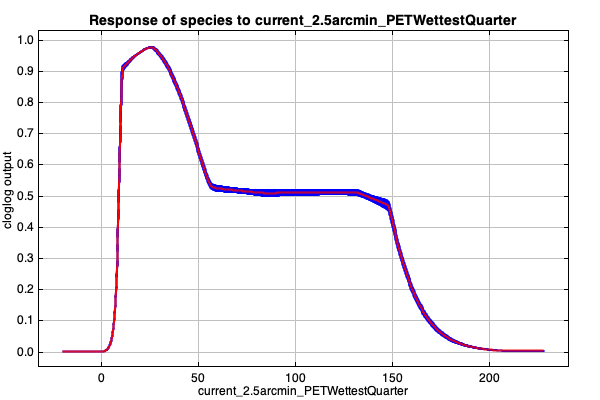 Response of species to current_2.5arcmin_PETWettestQuarter
1.0
0.9
0.8
0.7
0.6
0.5
0.4
0.3
0.2
0.1
0.0
cloglog output
0 50 100 150 200
current_2.5arcmin_PETWettestQuarter